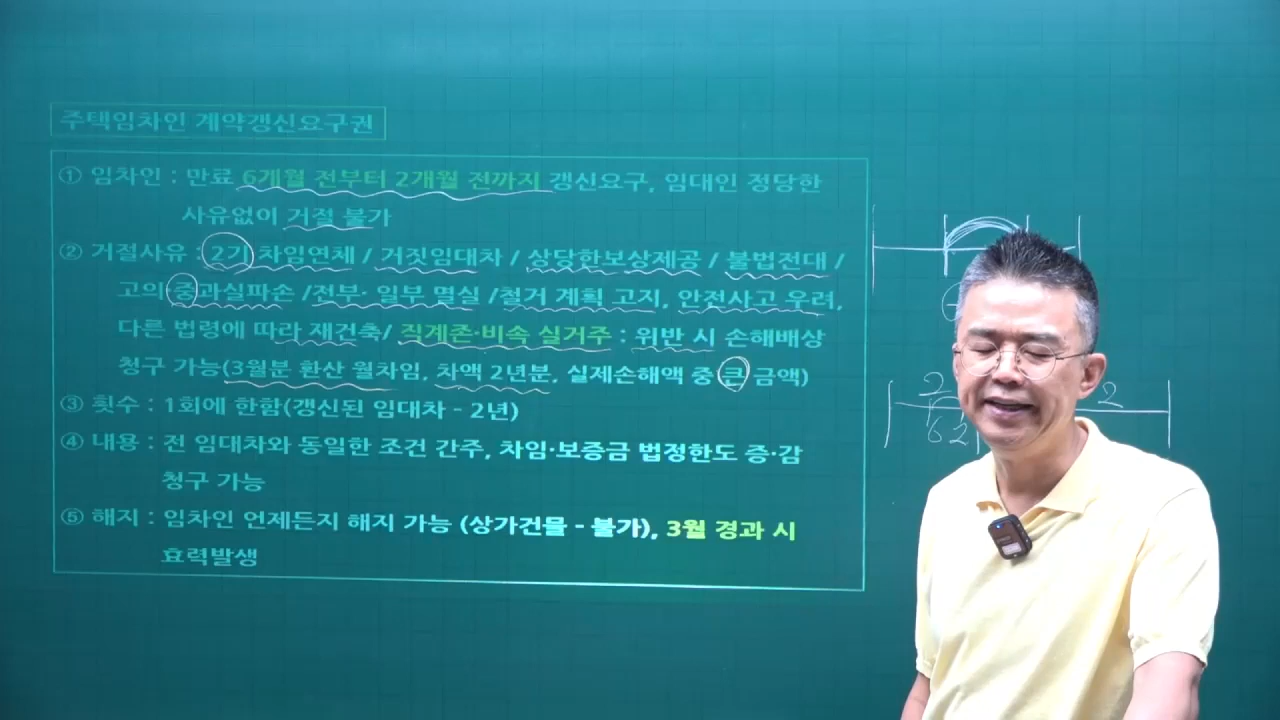 주택임차인 계약갱신요구권
① 임차인 : 만료 6개월 전부터 2개월 전까지 갱신요구, 임대인 정당한
사유없이 거절 불가
② 거절사유 : 2기 차임연체 / 거짓임대차 / 상당한보상제공 / 불법전대 /
고의·중과실파손 /전부·일부 멸실 /철거 계획 고지, 안전사고 우려,
다른 법령에 따라 재건축/ 직계존·비속 실거주 : 위반 시 손해배상
청구 가능(3월분 환산 월차임, 차액 2년분, 실제손해액 중 큰 금액)
③ 횟수 : 1회에 한함(갱신된 임대차 - 2년)
④ 내용 : 전 임대차와 동일한 조건 간주, 차임·보증금 법정한도 증·감
청구 가능
⑤ 해지 : 임차인 언제든지 해지 가능 (상가건물 - 불가), 3월 경과 시
효력발생
2 2
6 2